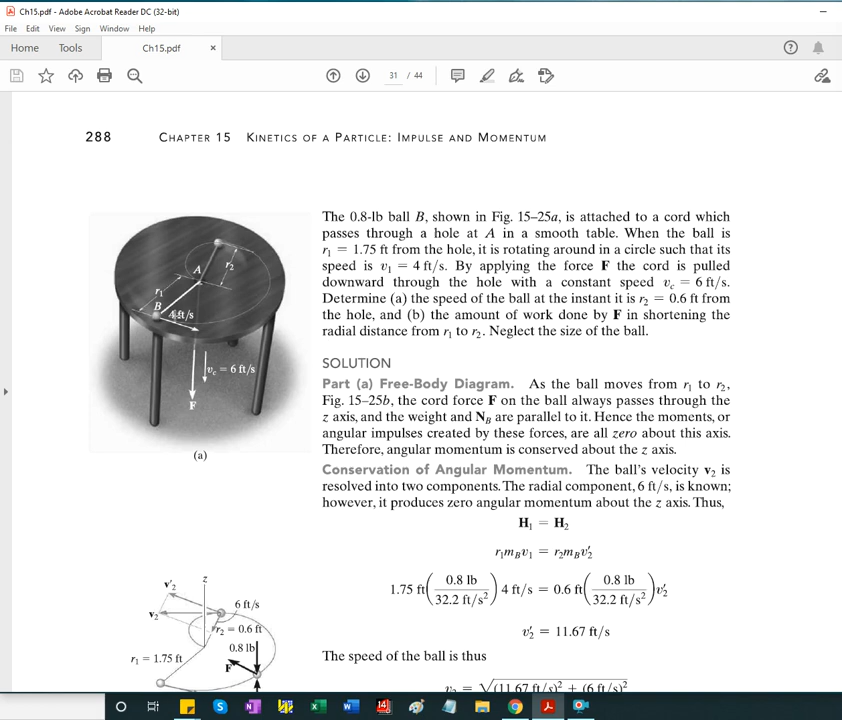 Ch15.pdf - Adobe Acrobat Reader DC (32-bit)
File Edit View Sign Window Help
Home Tools Ch15.pdf ×
31 / 44
288 CHAPTER 15 KINETICS OF A PARTICLE: IMPULSE AND MOMENTUM
The 0.8-lb ball B, shown in Fig. 15–25a, is attached to a cord which
passes through a hole at A in a smooth table. When the ball is
r₁ = 1.75 ft from the hole, it is rotating around in a circle such that its
speed is v₁ = 4 ft/s. By applying the force F the cord is pulled
downward through the hole with a constant speed v_c = 6 ft/s.
Determine (a) the speed of the ball at the instant it is r₂ = 0.6 ft from
the hole, and (b) the amount of work done by F in shortening the
radial distance from r₁ to r₂. Neglect the size of the ball.
A
r₂
r₁
B
4 ft/s
v_c = 6 ft/s
F
(a)
SOLUTION
Part (a) Free-Body Diagram. As the ball moves from r₁ to r₂,
Fig. 15–25b, the cord force F on the ball always passes through the
z axis, and the weight and N_B are parallel to it. Hence the moments, or
angular impulses created by these forces, are all zero about this axis.
Therefore, angular momentum is conserved about the z axis.
Conservation of Angular Momentum. The ball's velocity v₂ is
resolved into two components. The radial component, 6 ft/s, is known;
however, it produces zero angular momentum about the z axis. Thus,
H₁ = H₂
r₁m_Bv₁ = r₂m_Bv₂′
1.75 ft(0.8 lb / 32.2 ft/s²) 4 ft/s = 0.6 ft(0.8 lb / 32.2 ft/s²)v₂′
v₂′ = 11.67 ft/s
The speed of the ball is thus
v₂ = √(11.67 ft/s)² + (6 ft/s)²
z
v₂′
v₂
6 ft/s
r₂ = 0.6 ft
0.8 lb
r₁ = 1.75 ft
F